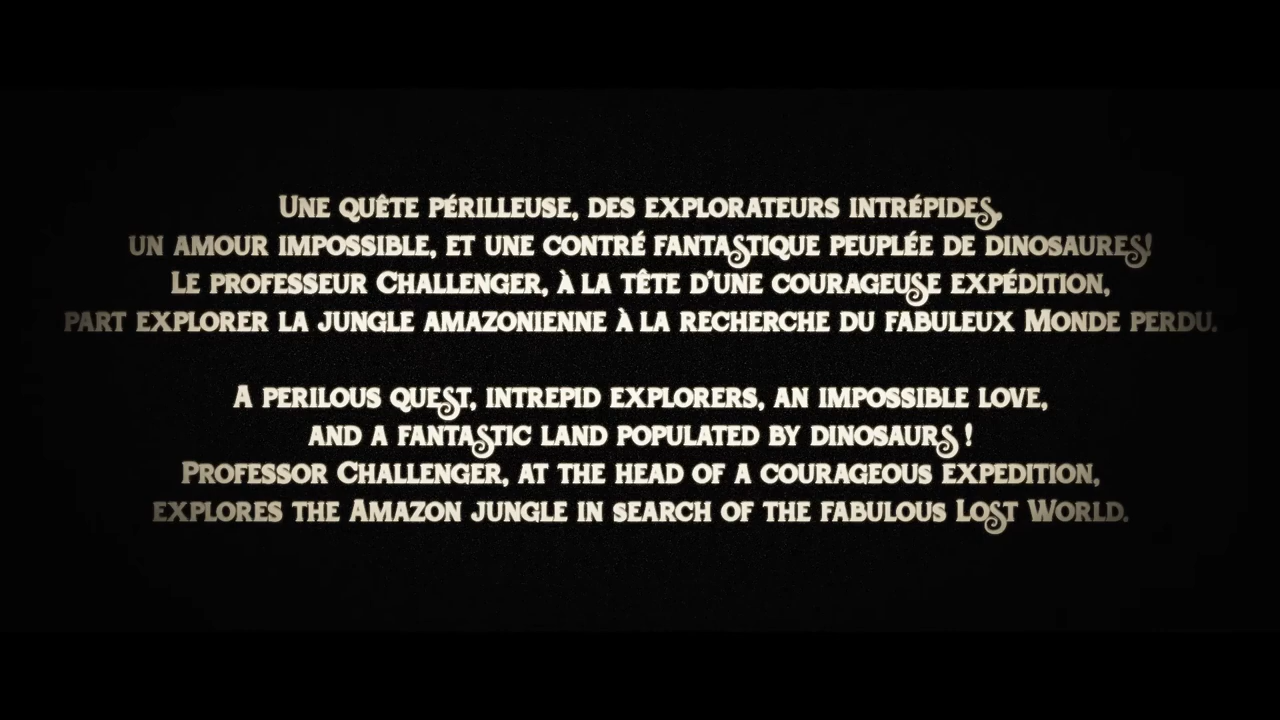 Une quête périlleuse, des explorateurs intrépides,
un amour impossible, et une contré fantastique peuplée de dinosaures!
Le professeur Challenger, à la tête d'une courageuse expédition,
part explorer la jungle amazonienne à la recherche du fabuleux Monde perdu.
A perilous quest, intrepid explorers, an impossible love,
and a fantastic land populated by dinosaurs !
Professor Challenger, at the head of a courageous expedition,
explores the Amazon jungle in search of the fabulous Lost World.